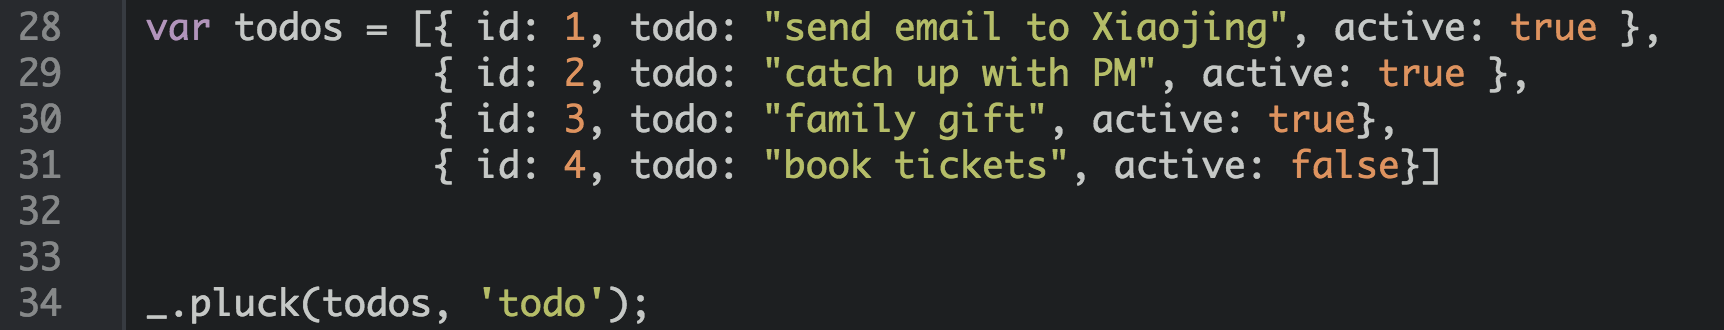 28 var todos = [{ id: 1, todo: "send email to Xiaojing", active: true },
29 { id: 2, todo: "catch up with PM", active: true },
30 { id: 3, todo: "family gift", active: true},
31 { id: 4, todo: "book tickets", active: false}]
32
33
34 _.pluck(todos, 'todo');